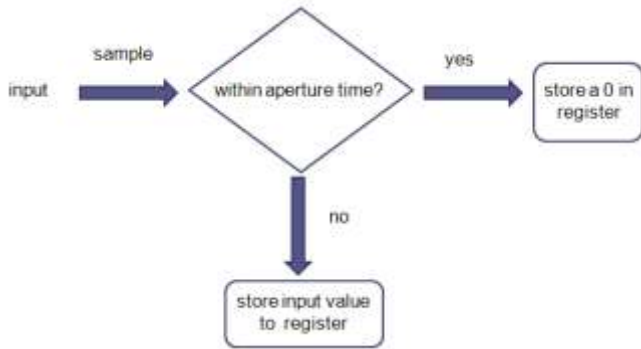 sample
input
within aperture time?
yes
store a 0 in
register
no
store input value
to register